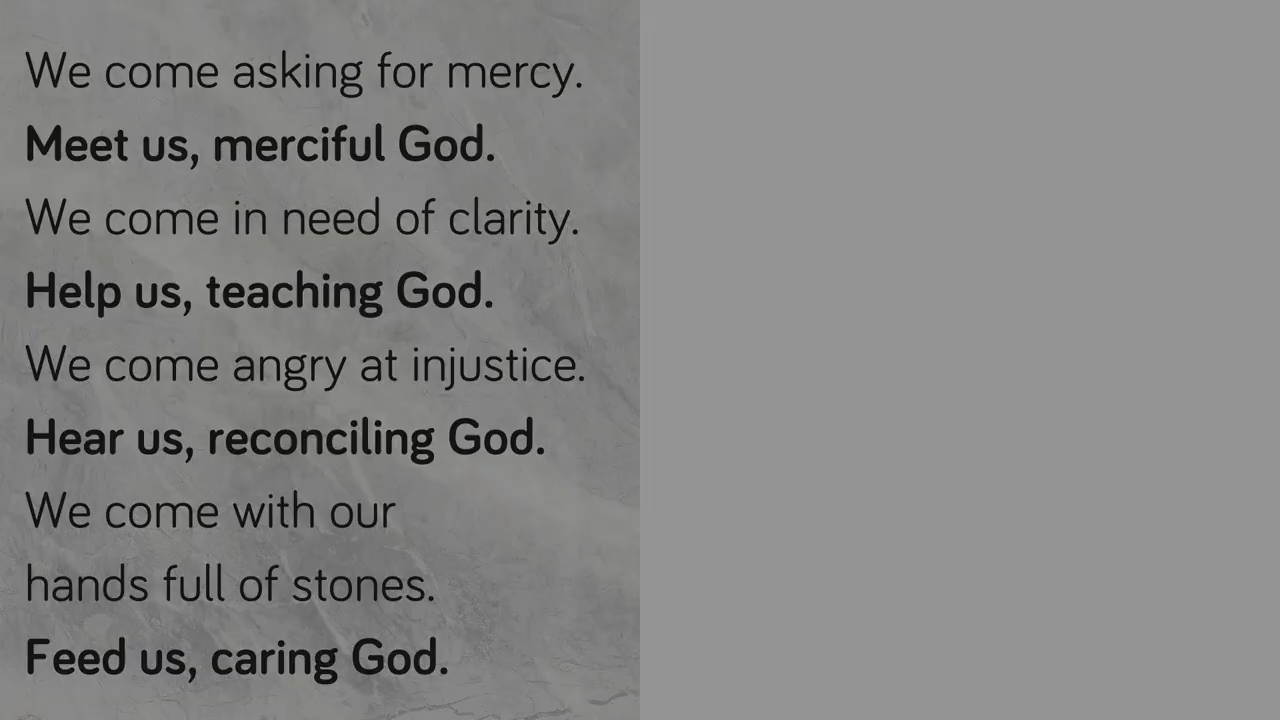 We come asking for mercy.
Meet us, merciful God.
We come in need of clarity.
Help us, teaching God.
We come angry at injustice.
Hear us, reconciling God.
We come with our
hands full of stones.
Feed us, caring God.